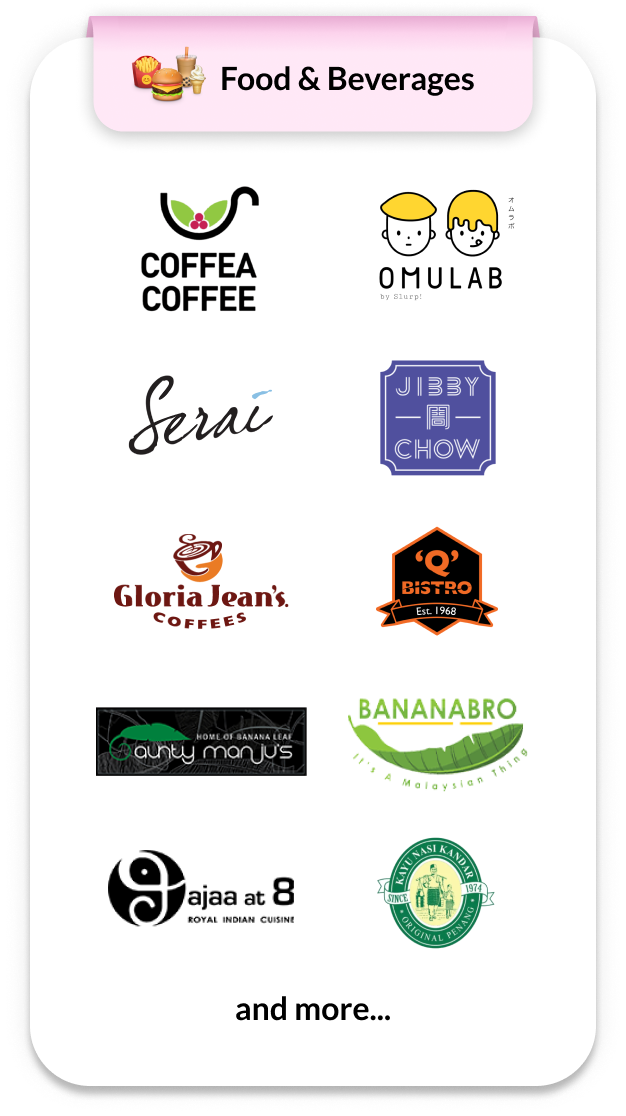 Food & Beverages
COFFEA
COFFEE
オムラボ
OMULAB
by Slurp!
Serai
JIBBY
周
CHOW
Gloria Jean's.
COFFEES
'Q'
BISTRO
Est. 1968
HOME OF BANANA LEAF
aunty manju's
BANANABRO
It's A Malaysian Thing
gajaa at 8
ROYAL INDIAN CUISINE
KAYU NASI KANDAR
SINCE 1974
ORIGINAL PENANG
and more...